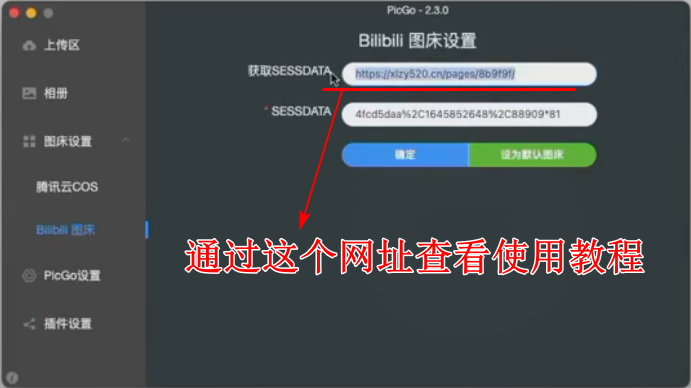 PicGo - 2.3.0
上传区
相册
图床设置
腾讯云COS
Bilibili 图床
PicGo设置
插件设置
Bilibili 图床设置
获取SESSDATA
https://xlzy520.cn/pages/8b9f9f/
* SESSDATA
4fcd5daa%2C1645852648%2C88909*81
确定
设为默认图床
通过这个网址查看使用教程